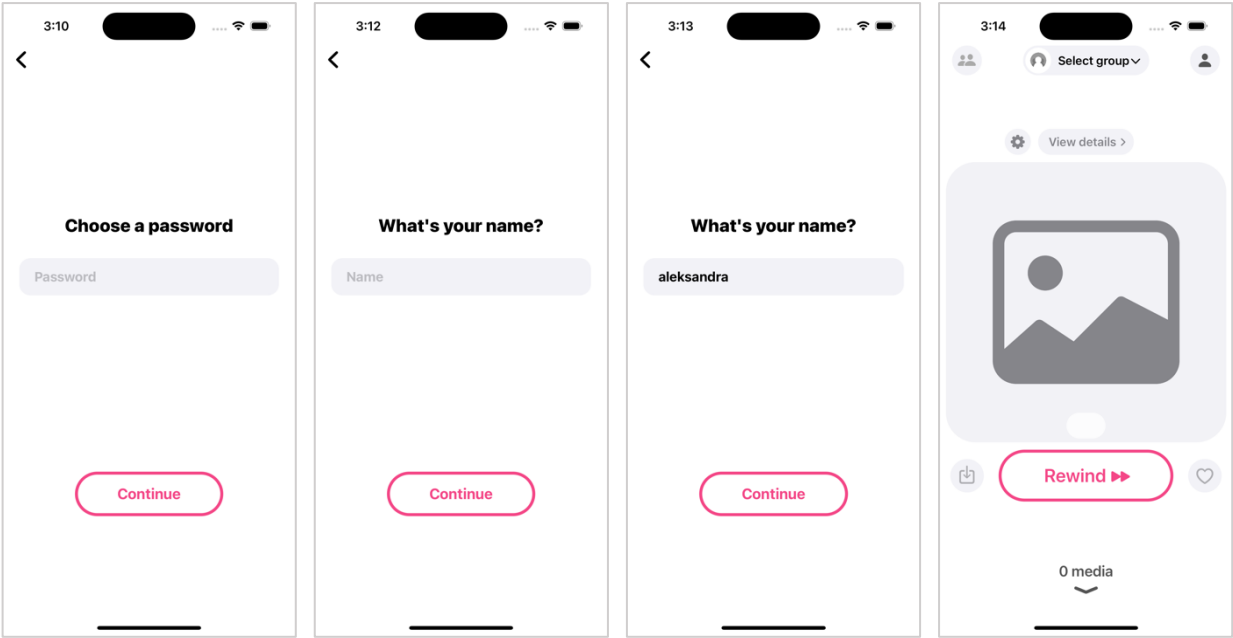 3:10
Choose a password
Password
Continue
3:12
What's your name?
Name
Continue
3:13
What's your name?
aleksandra
Continue
3:14
Select group
View details
Rewind
0 media